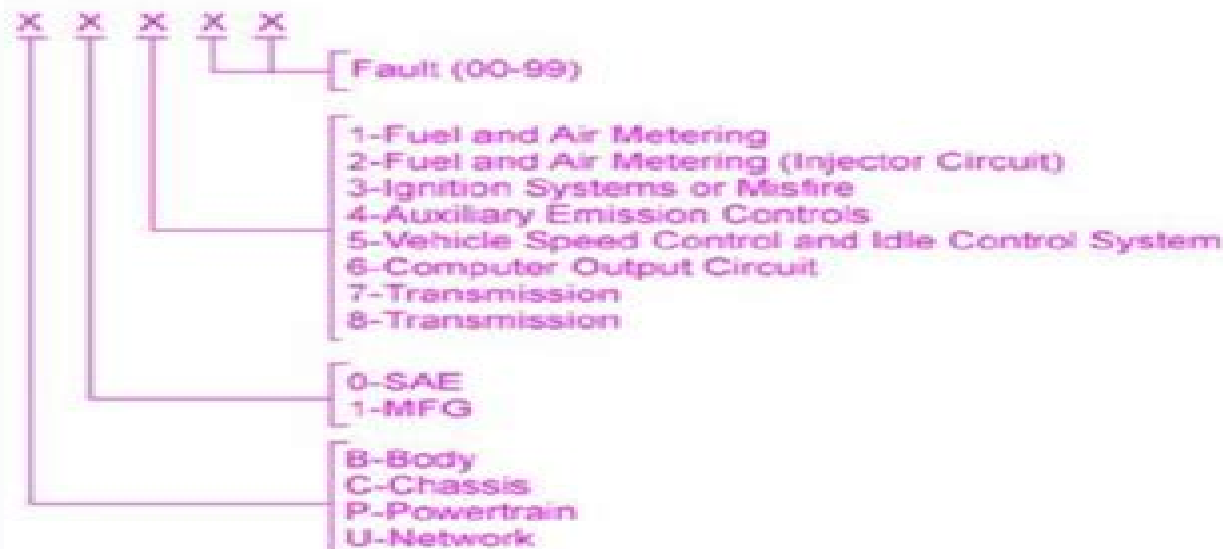 X X X X X
Fault (00-99)
1-Fuel and Air Metering
2-Fuel and Air Metering (Injector Circuit)
3-Ignition Systems or Misfire
4-Auxiliary Emission Controls
5-Vehicle Speed Control and Idle Control System
6-Computer Output Circuit
7-Transmission
8-Transmission
0-SAE
1-MFG
B-Body
C-Chassis
P-Powertrain
U-Network